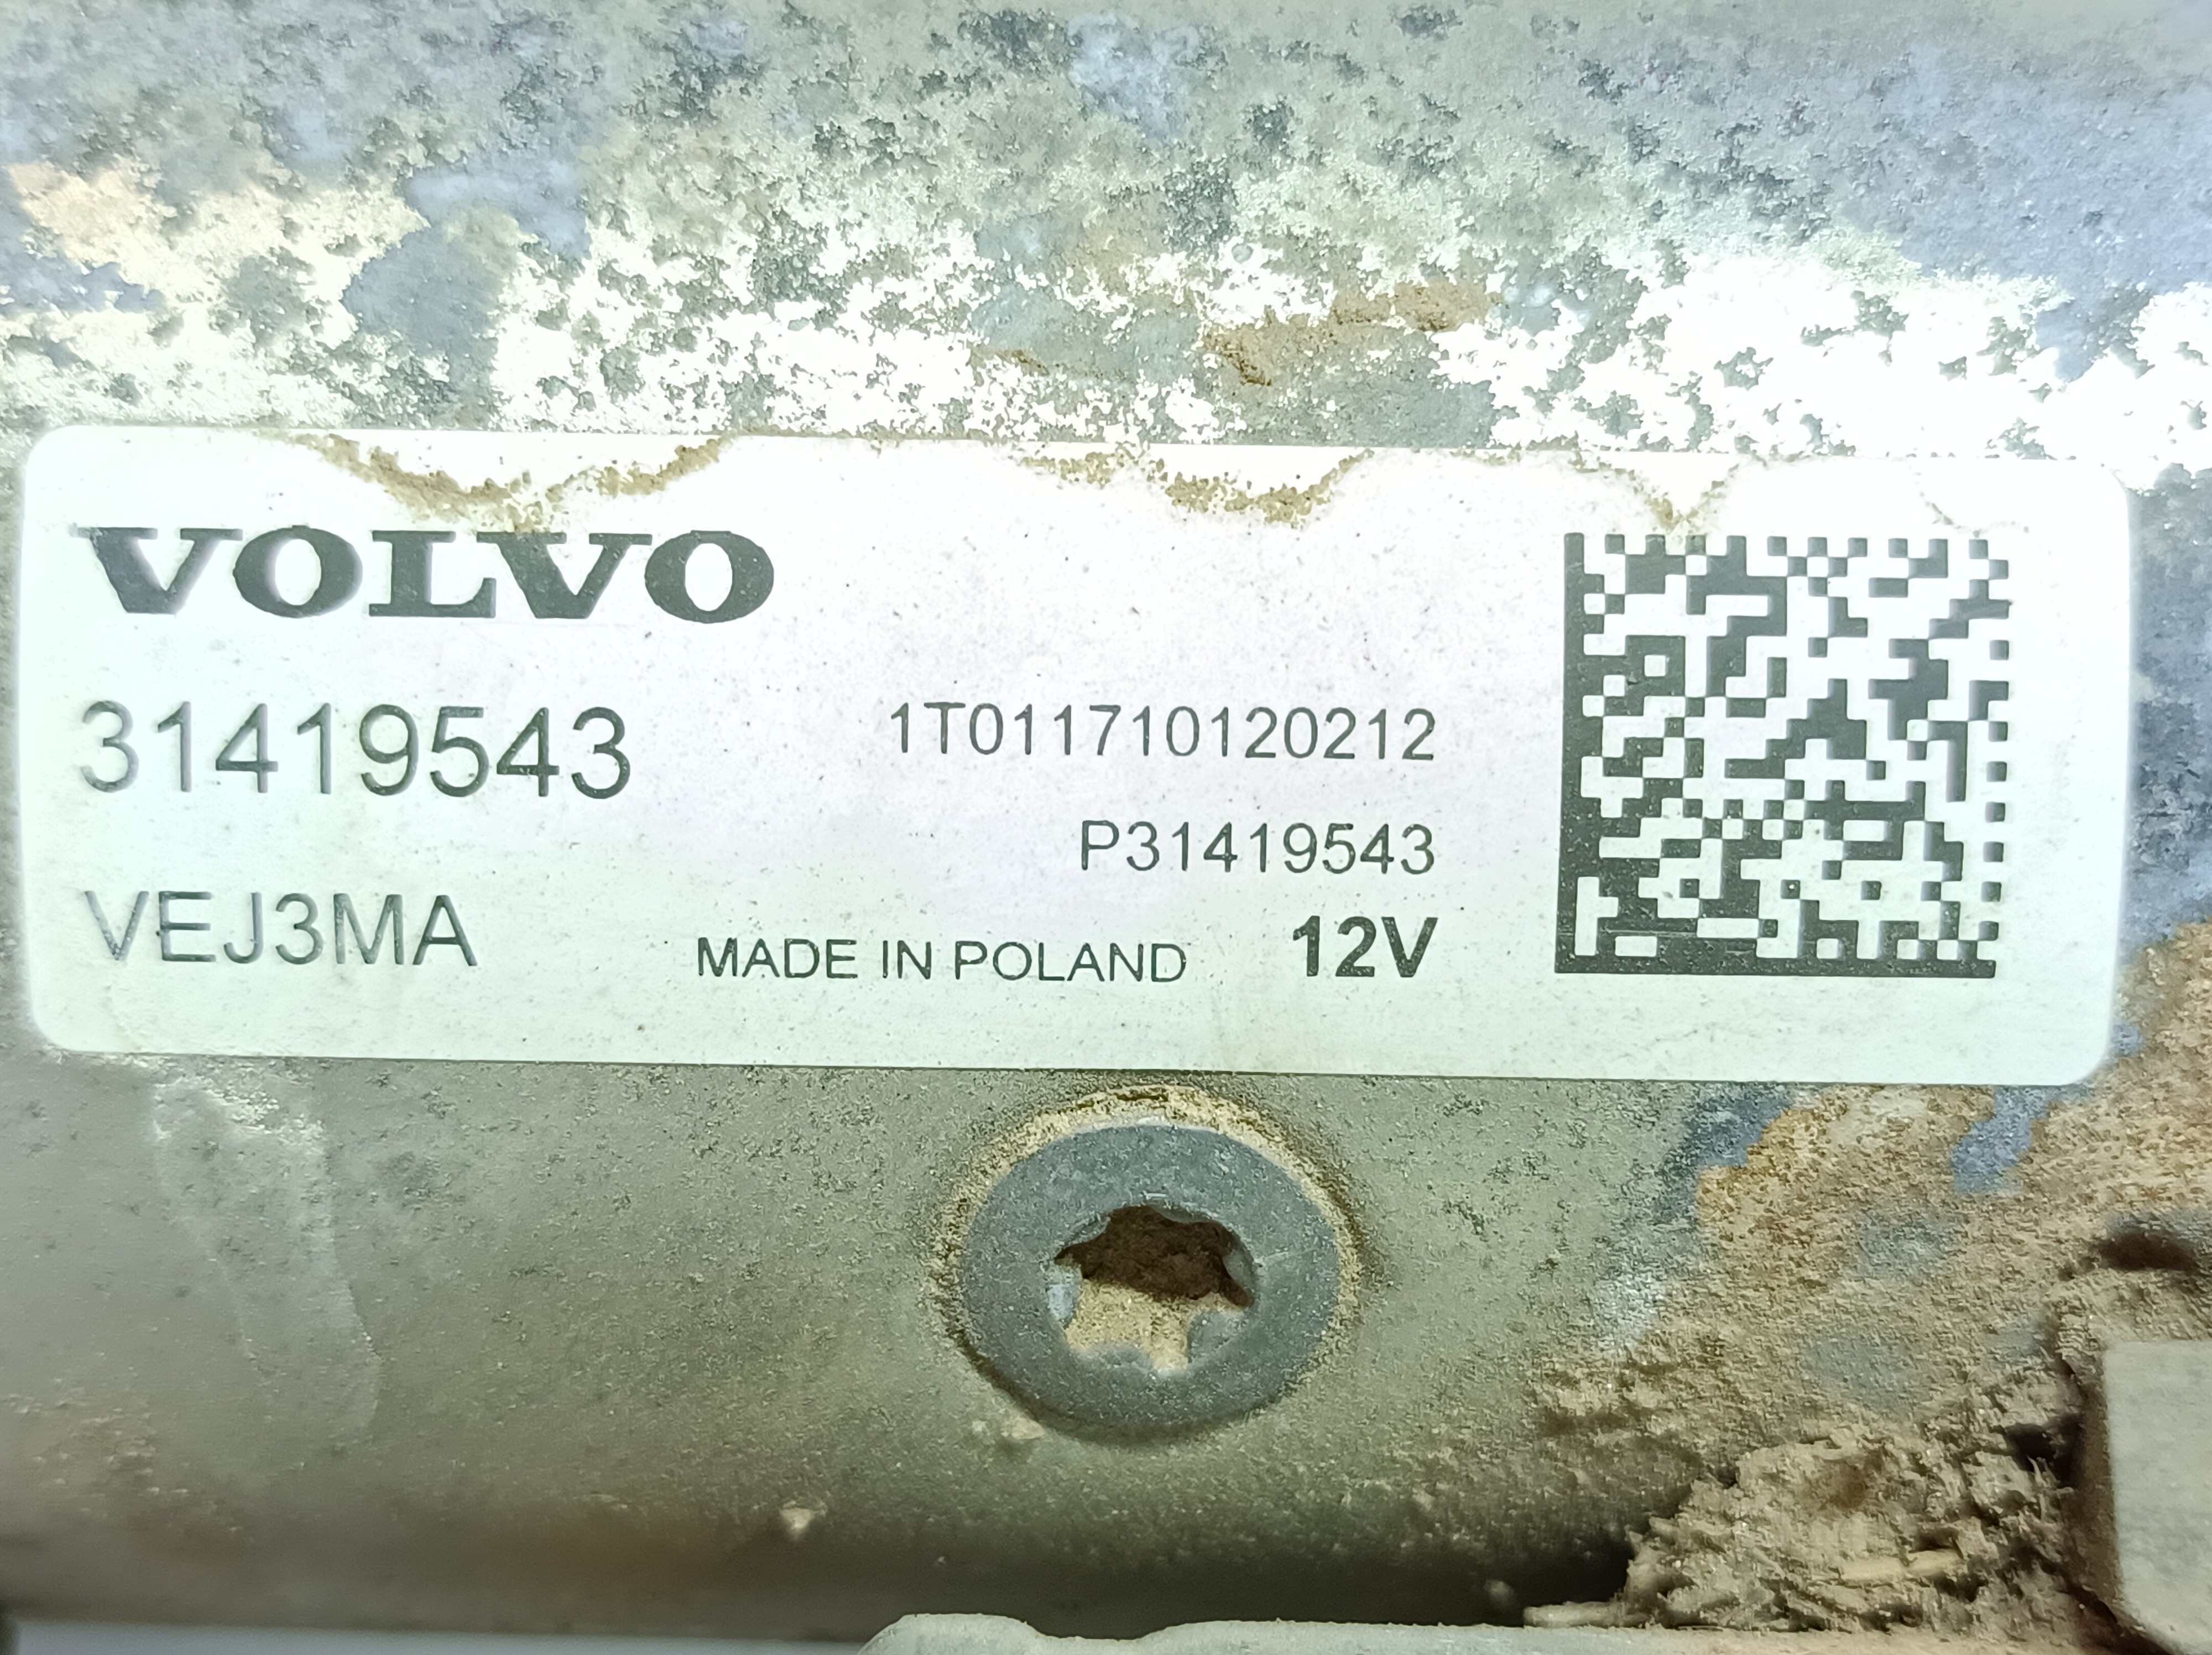 VOLVO
31419543
1T011710120212
P31419543
VEJ3MA
MADE IN POLAND
12V